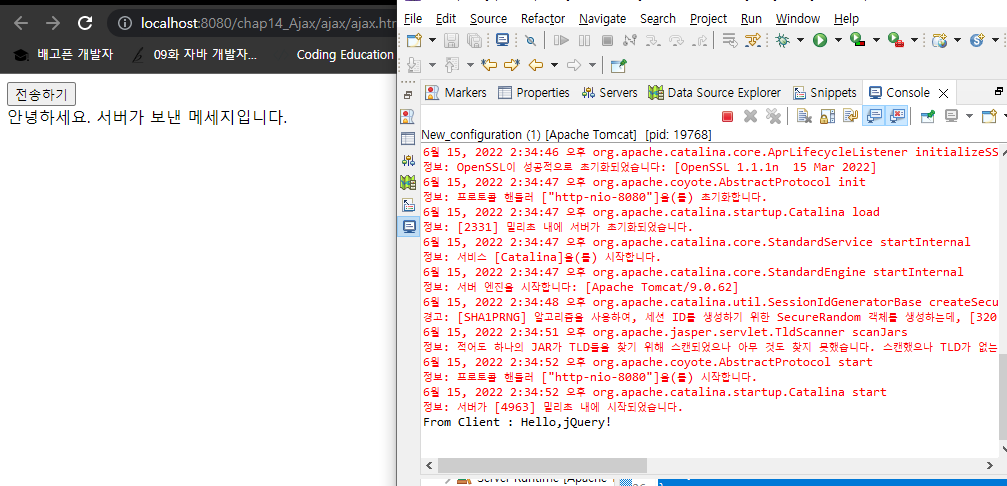 localhost:8080/chap14_Ajax/ajax/ajax.ht
배고픈 개발자 09화 자바 개발자... Coding Education
전송하기
안녕하세요. 서버가 보낸 메세지입니다.
File Edit Source Refactor Navigate Search Project Run Window Help
Markers Properties Servers Data Source Explorer Snippets Console
New_configuration (1) [Apache Tomcat] [pid: 19768]
6월 15, 2022 2:34:46 오후 org.apache.catalina.core.AprLifecycleListener initializeSS
정보: OpenSSL이 성공적으로 초기화되었습니다: [OpenSSL 1.1.1n 15 Mar 2022]
6월 15, 2022 2:34:47 오후 org.apache.coyote.AbstractProtocol init
정보: 프로토콜 핸들러 ["http-nio-8080"]을(를) 초기화합니다.
6월 15, 2022 2:34:47 오후 org.apache.catalina.startup.Catalina load
정보: [2331] 밀리초 내에 서버가 초기화되었습니다.
6월 15, 2022 2:34:47 오후 org.apache.catalina.core.StandardService startInternal
정보: 서비스 [Catalina]을(를) 시작합니다.
6월 15, 2022 2:34:47 오후 org.apache.catalina.core.StandardEngine startInternal
정보: 서버 엔진을 시작합니다: [Apache Tomcat/9.0.62]
6월 15, 2022 2:34:48 오후 org.apache.catalina.util.SessionIdGeneratorBase createSecu
경고: [SHA1PRNG] 알고리즘을 사용하여, 세션 ID를 생성하기 위한 SecureRandom 객체를 생성하는데, [320
6월 15, 2022 2:34:51 오후 org.apache.jasper.servlet.TldScanner scanJars
정보: 적어도 하나의 JAR가 TLD들을 찾기 위해 스캔되었으나 아무 것도 찾지 못했습니다. 스캔했으나 TLD가 없는
6월 15, 2022 2:34:52 오후 org.apache.coyote.AbstractProtocol start
정보: 프로토콜 핸들러 ["http-nio-8080"]을(를) 시작합니다.
6월 15, 2022 2:34:52 오후 org.apache.catalina.startup.Catalina start
정보: 서버가 [4963] 밀리초 내에 시작되었습니다.
From Client : Hello,jQuery!
Server Runtime [Apache